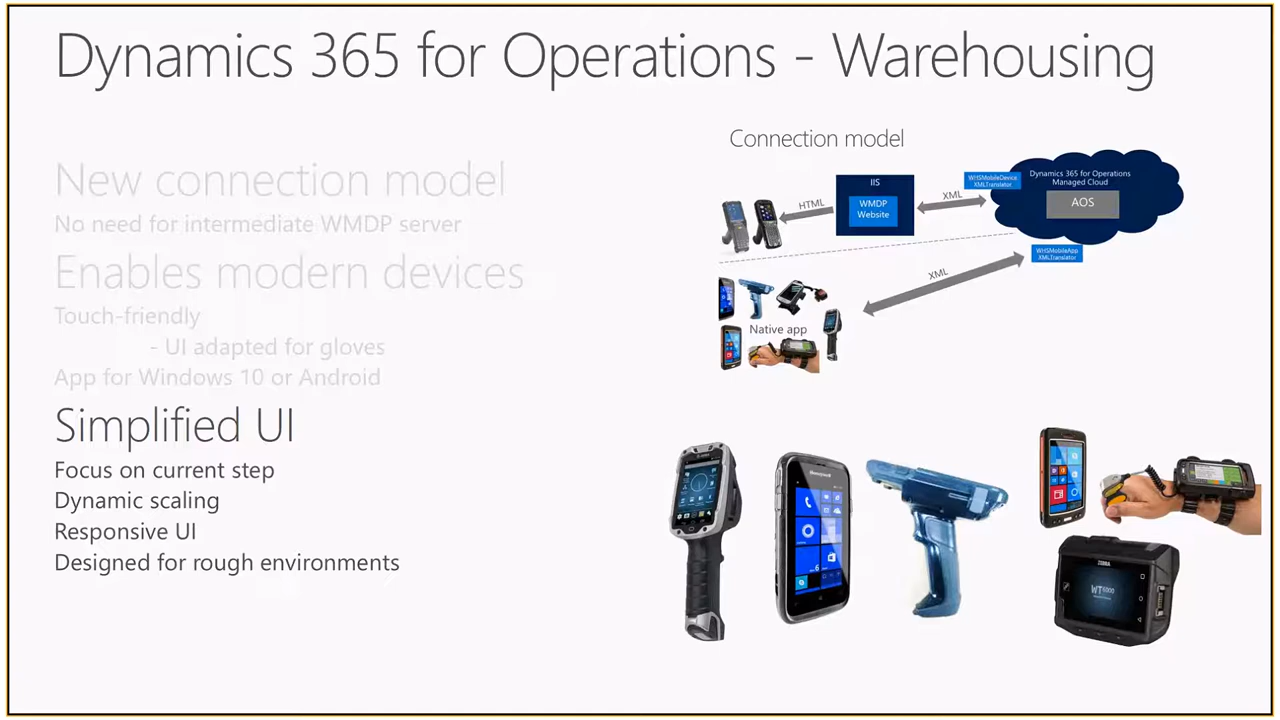 Dynamics 365 for Operations - Warehousing
New connection model
No need for intermediate WMDP server
Enables modern devices
Touch-friendly
- UI adapted for gloves
App for Windows 10 or Android
Simplified UI
Focus on current step
Dynamic scaling
Responsive UI
Designed for rough environments
Connection model
HTML
IIS
WMDP
Website
XML
WHSMobileDevice
XMLTranslator
Dynamics 365 for Operations
Managed Cloud
AOS
WHSMobileApp
XMLTranslator
XML
Native app
Honeywell
ZEBRA
WT6000